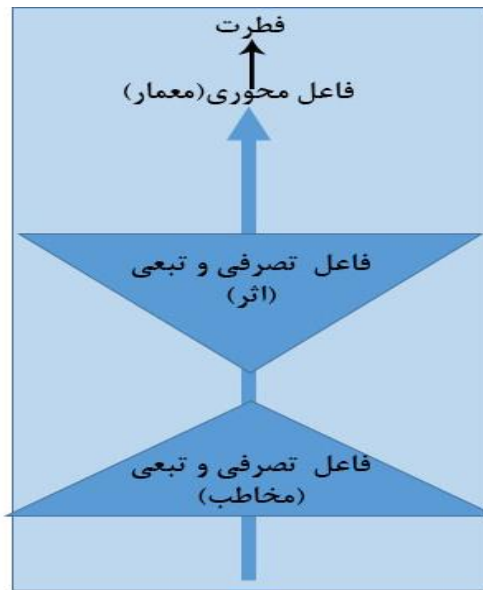 فطرت
فاعل محوری(معمار)
فاعل تصرفی و تبعی
(اثر)
فاعل تصرفی و تبعی
(مخاطب)